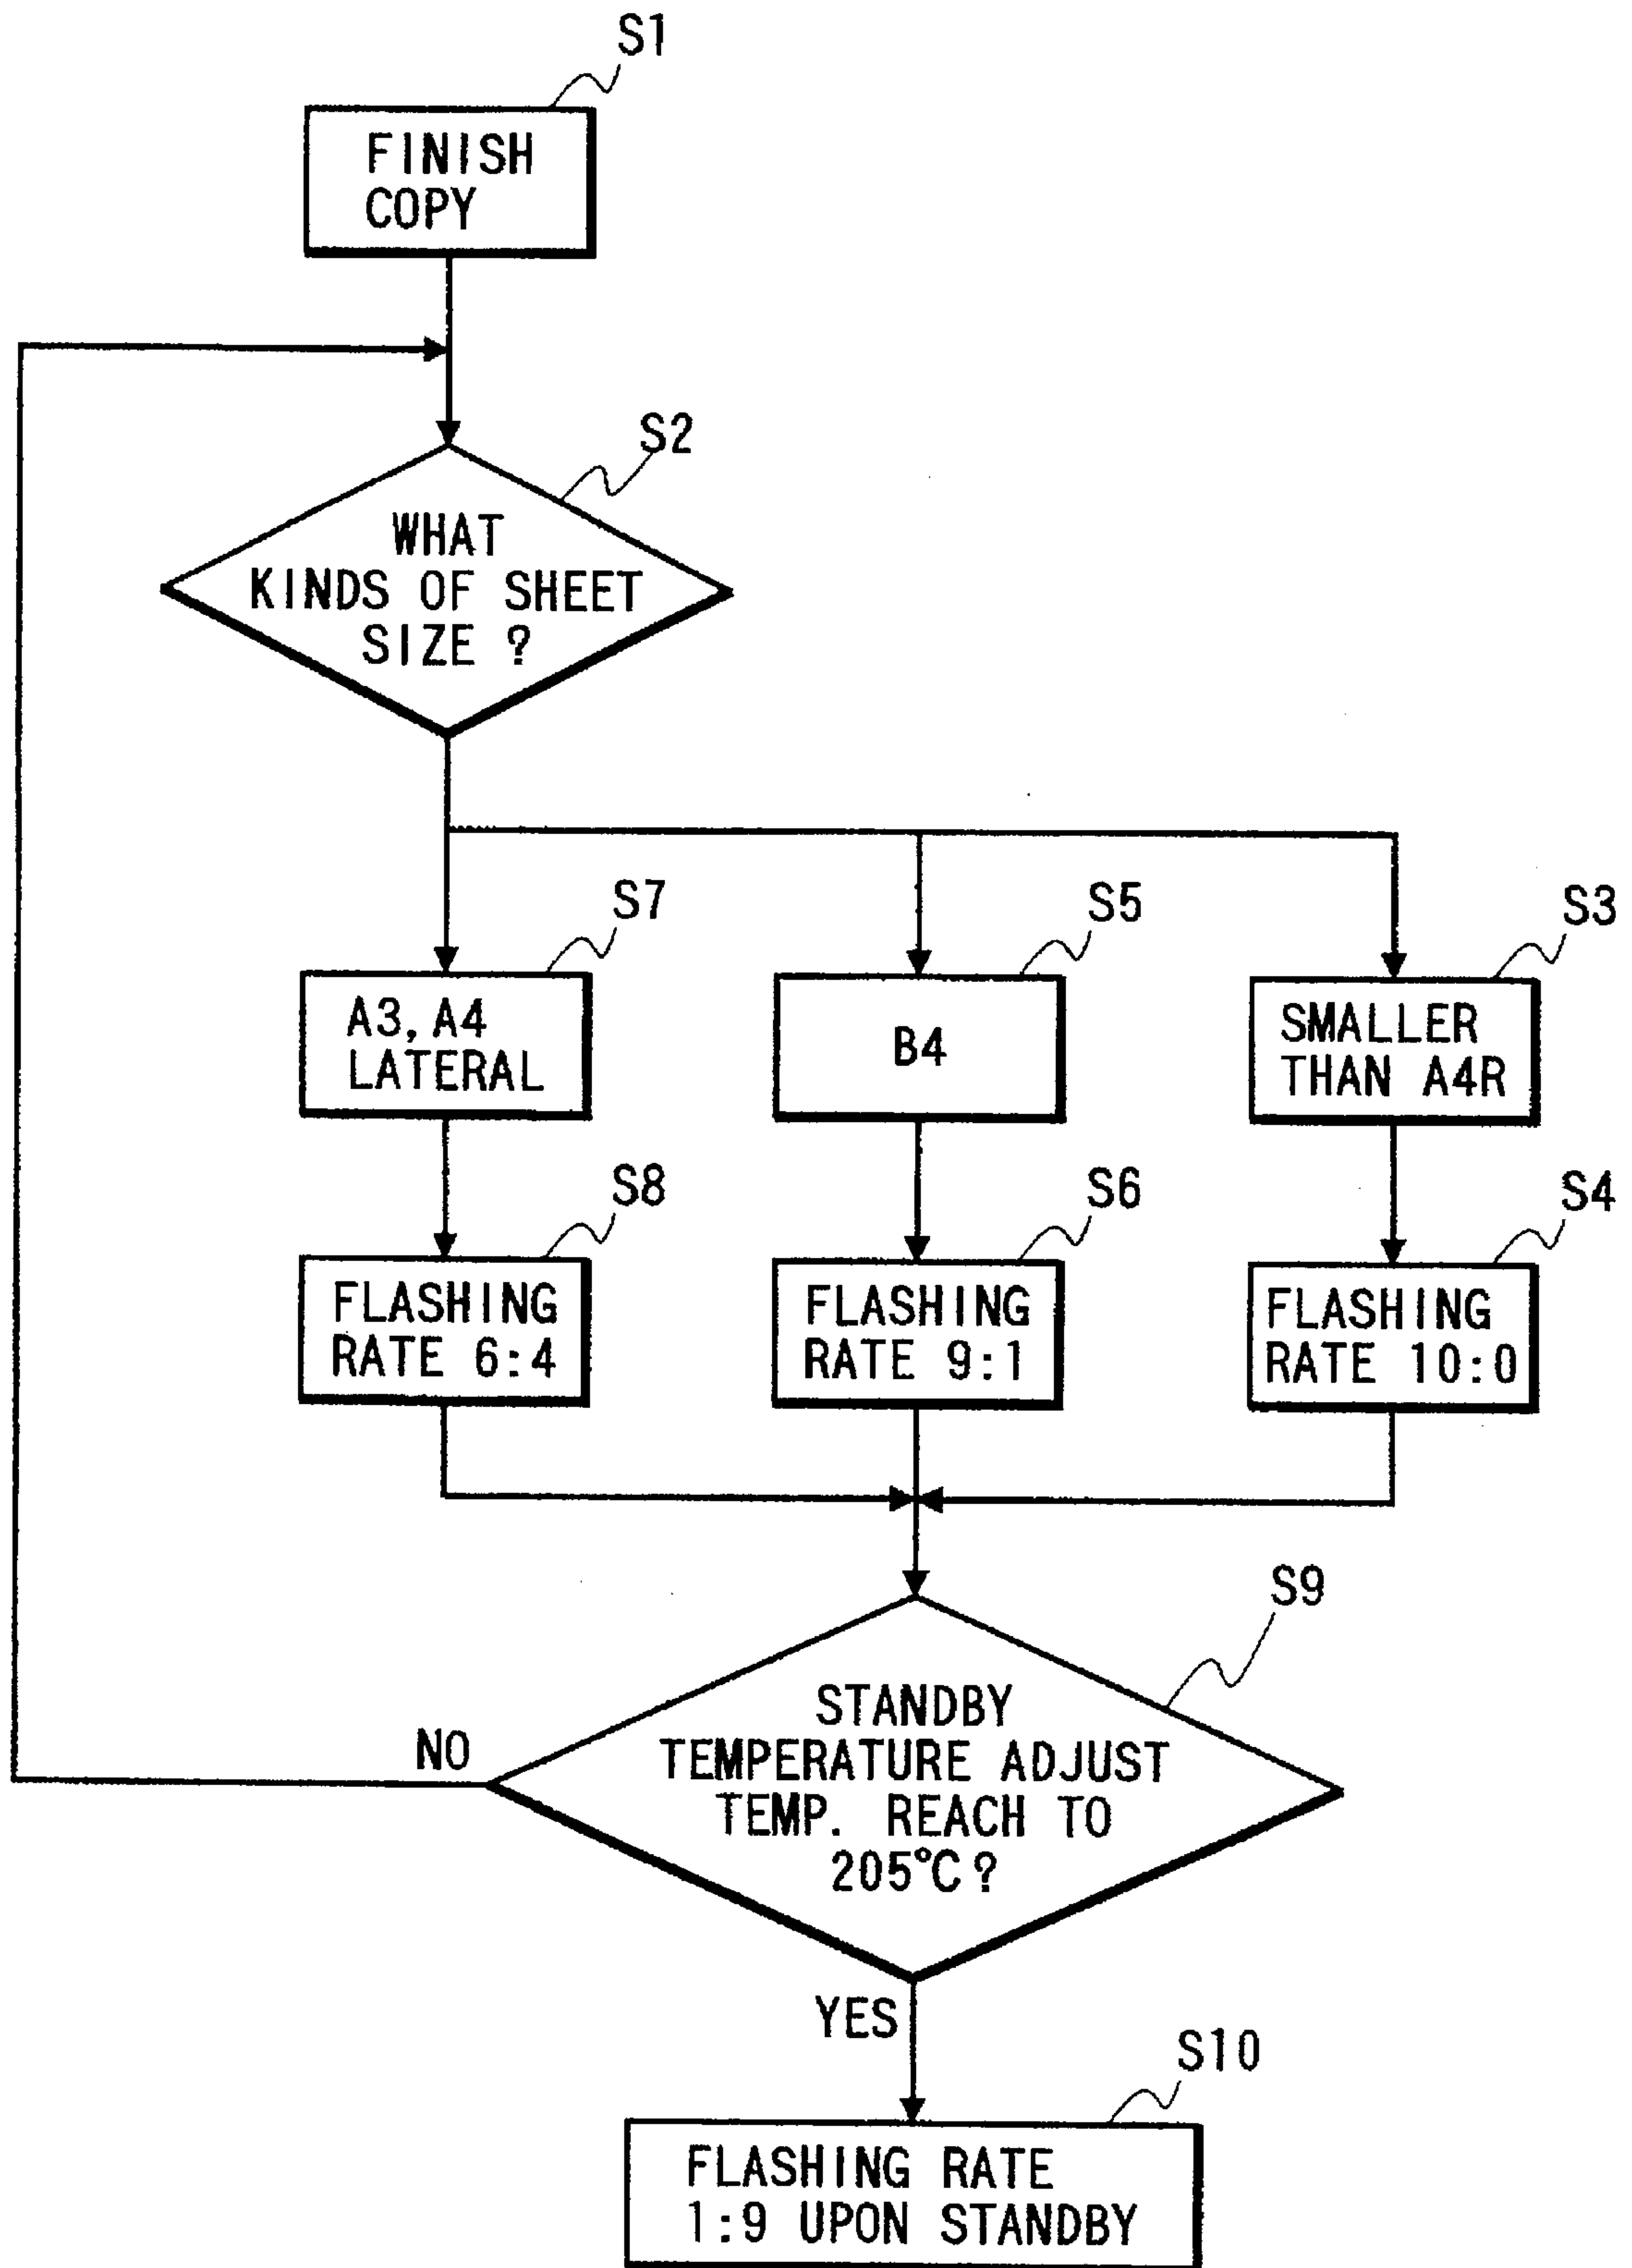 S1
FINISH
COPY
S2
WHAT
KINDS OF SHEET
SIZE ?
S7
S5
S3
A3, A4
LATERAL
B4
SMALLER
THAN A4R
S8
S6
S4
FLASHING
RATE 6:4
FLASHING
RATE 9:1
FLASHING
RATE 10:0
S9
STANDBY
TEMPERATURE ADJUST
TEMP. REACH TO
205°C?
NO
YES
S10
FLASHING RATE
1:9 UPON STANDBY